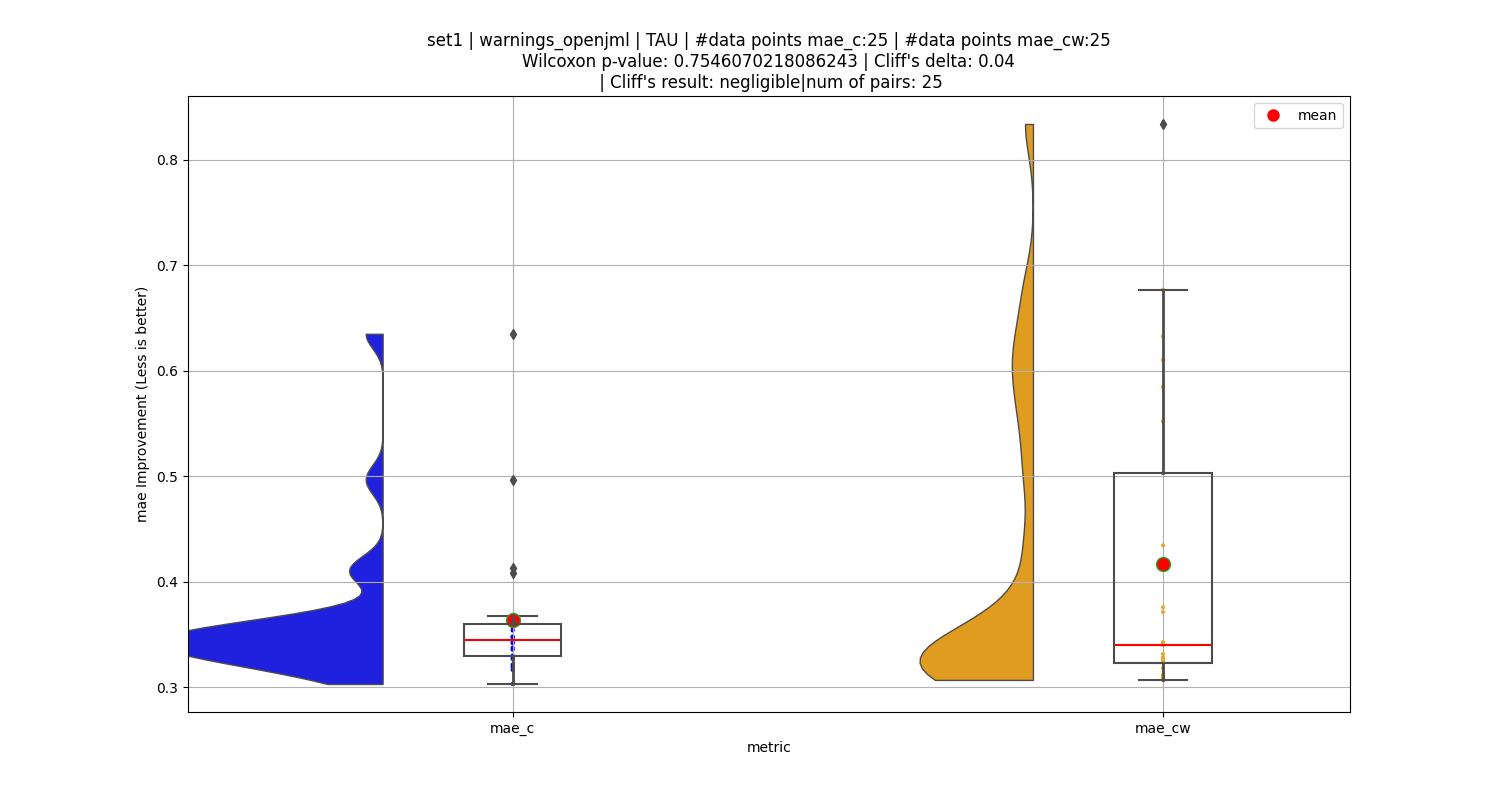 set1 | warnings_openjml | TAU | #data points mae_c:25 | #data points mae_cw:25
Wilcoxon p-value: 0.7546070218086243 | Cliff's delta: 0.04
| Cliff's result: negligible|num of pairs: 25
mean
0.8
0.7
0.6
0.5
0.4
0.3
mae Improvement (Less is better)
mae_c
mae_cw
metric